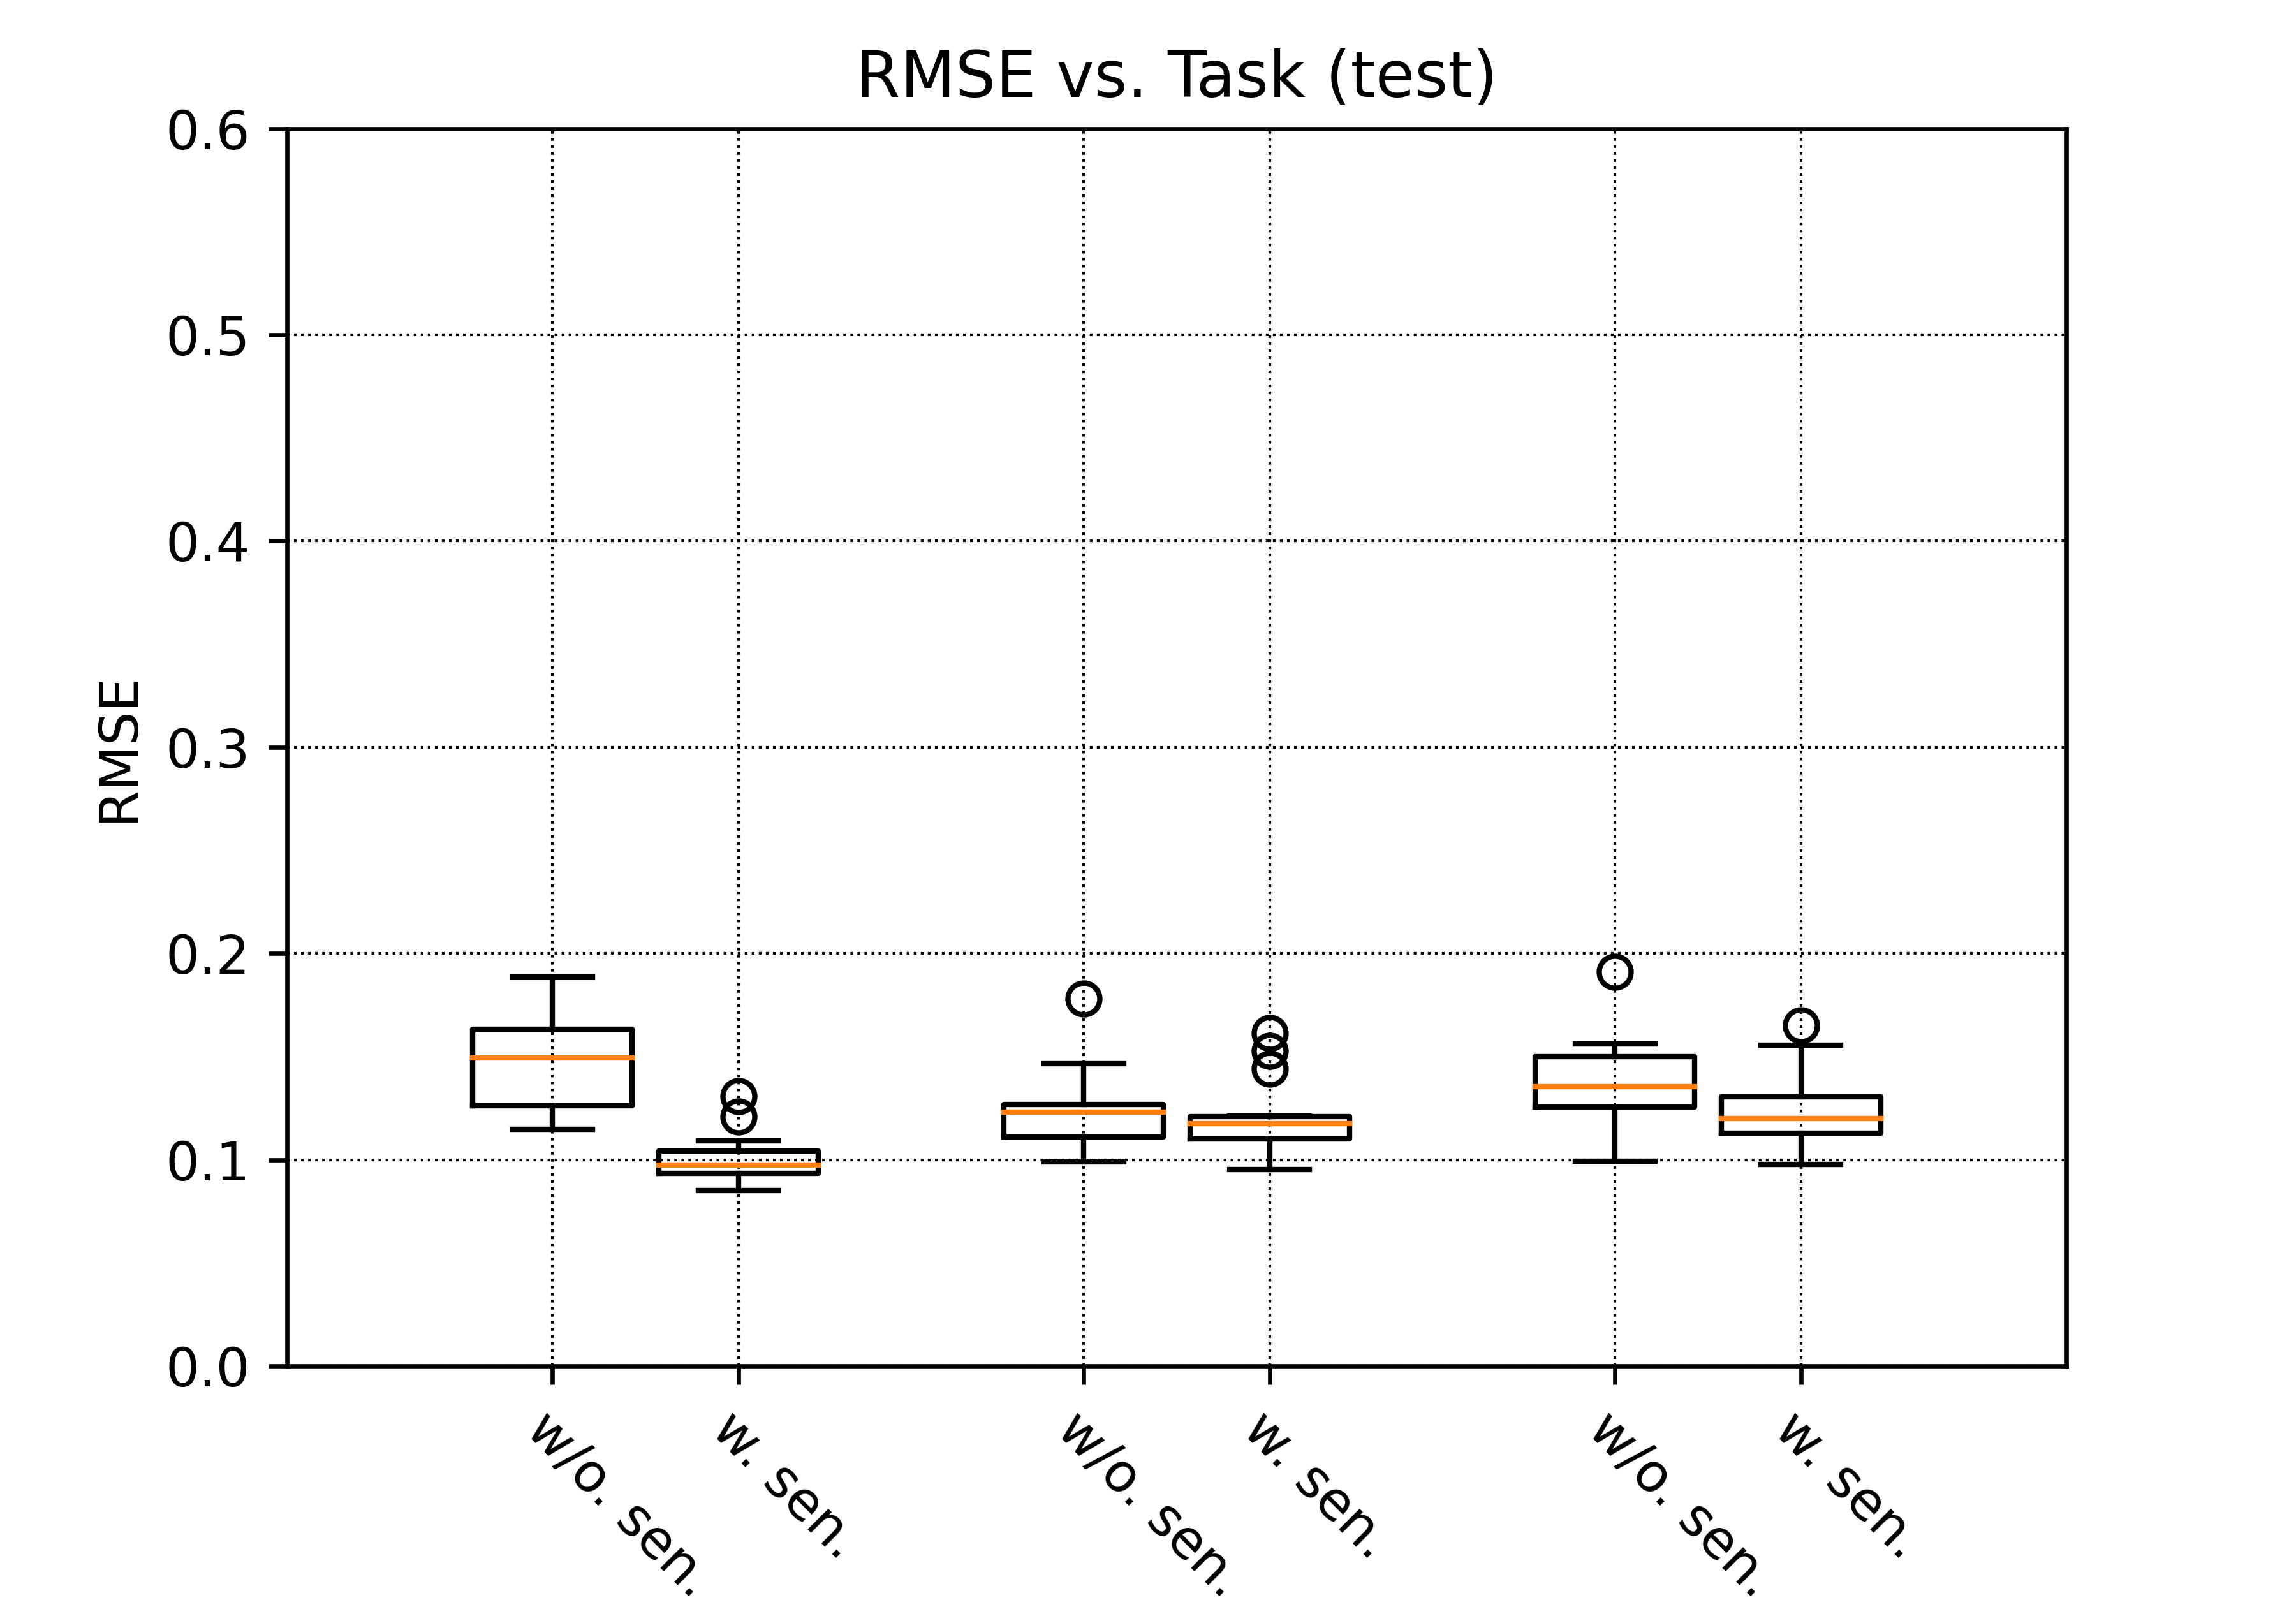 RMSE vs. Task (test)
0.6
0.5
0.4
0.3
0.2
0.1
0.0
RMSE
w/o. sen.
w. sen.
w/o. sen.
w. sen.
w/o. sen.
w. sen.